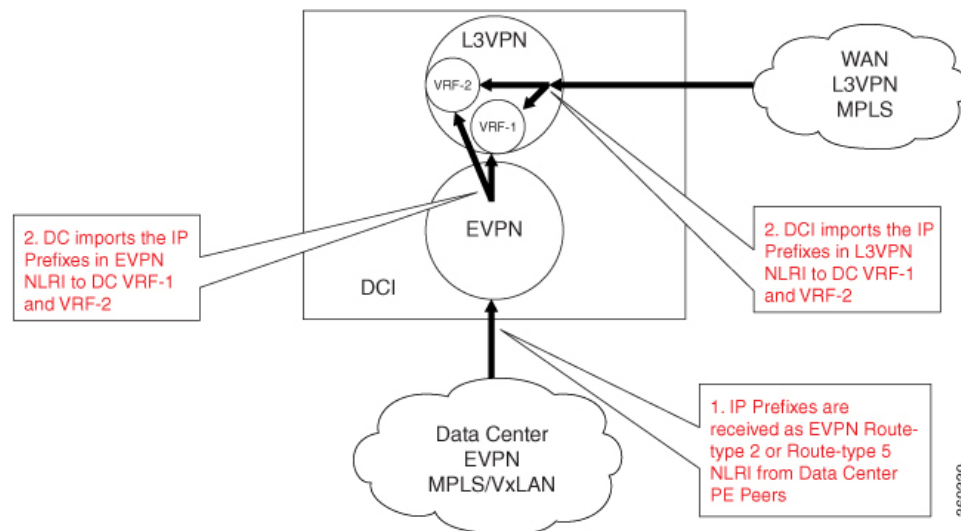 L3VPN
VRF-2
VRF-1
WAN
L3VPN
MPLS
EVPN
DCI
2. DC imports the IP
Prefixes in EVPN
NLRI to DC VRF-1
and VRF-2
2. DCI imports the IP
Prefixes in L3VPN
NLRI to DC VRF-1
and VRF-2
Data Center
EVPN
MPLS/VxLAN
1. IP Prefixes are
received as EVPN Route-
type 2 or Route-type 5
NLRI from Data Center
PE Peers